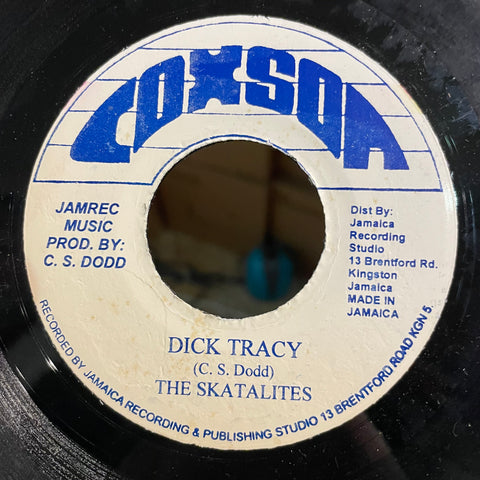 COXSON
JAMREC
MUSIC
PROD. BY:
C. S. DODD
Dist By:
Jamaica
Recording
Studio
13 Brentford Rd.
Kingston
Jamaica
MADE IN
JAMAICA
DICK TRACY
(C. S. Dodd)
THE SKATALITES
RECORDED BY JAMAICA RECORDING & PUBLISHING STUDIO 13 BRENTFORD ROAD KGN 5